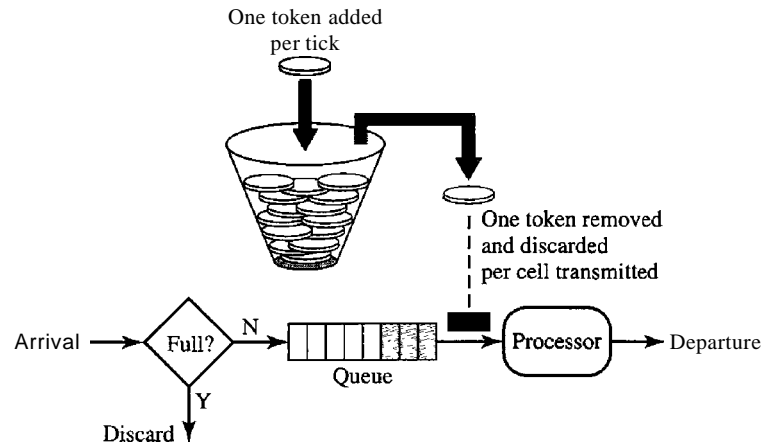 One token added
per tick
One token removed
and discarded
per cell transmitted
Arrival
Full?
N
Queue
Processor
Departure
Y
Discard